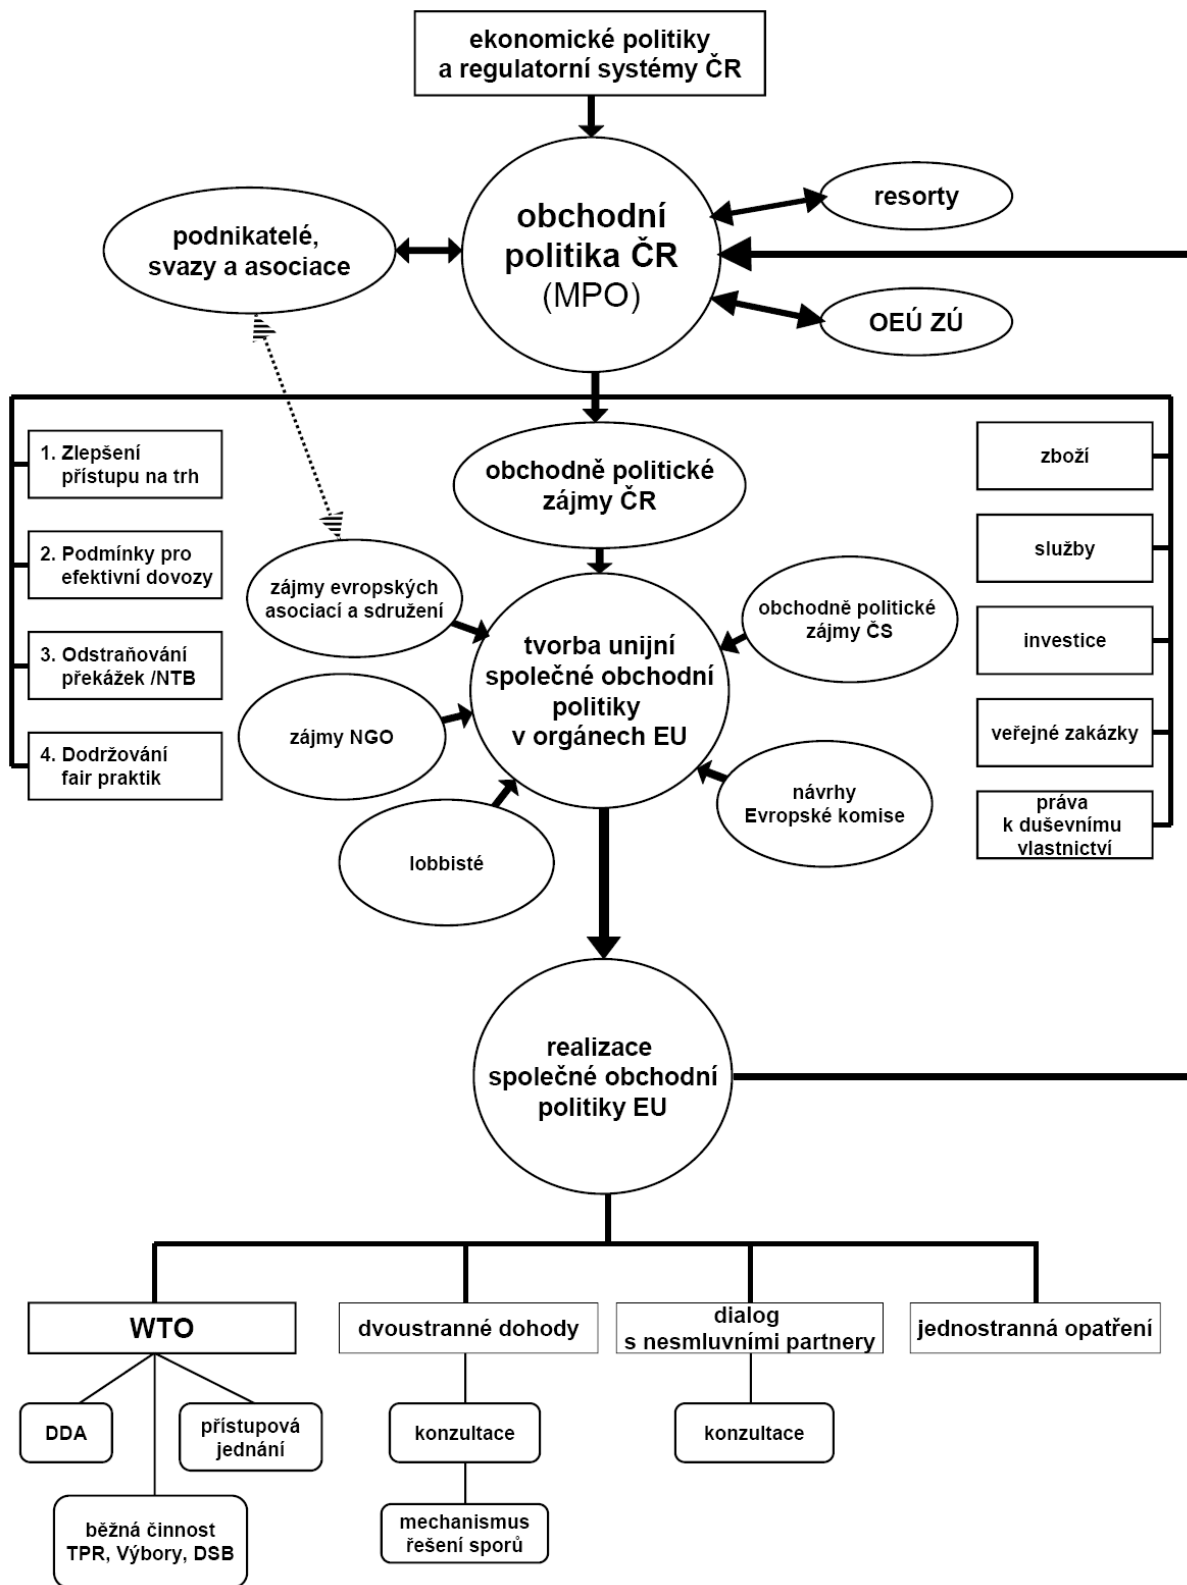 ekonomické politiky
a regulatorní systémy ČR
obchodní
politika ČR
(MPO)
resorty
podnikatelé,
svazy a asociace
OEÚ ZÚ
1. Zlepšení
přístupu na trh
2. Podmínky pro
efektivní dovozy
3. Odstraňování
překážek /NTB
4. Dodržování
fair praktik
obchodně politické
zájmy ČR
zboží
služby
investice
veřejné zakázky
práva
k duševnímu
vlastnictví
zájmy evropských
asociací a sdružení
obchodně politické
zájmy ČS
tvorba unijní
společné obchodní
politiky
v orgánech EU
zájmy NGO
návrhy
Evropské komise
lobbisté
realizace
společné obchodní
politiky EU
WTO
dvoustranné dohody
dialog
s nesmluvními partnery
jednostranná opatření
DDA
přístupová
jednání
konzultace
konzultace
běžná činnost
TPR, Výbory, DSB
mechanismus
řešení sporů